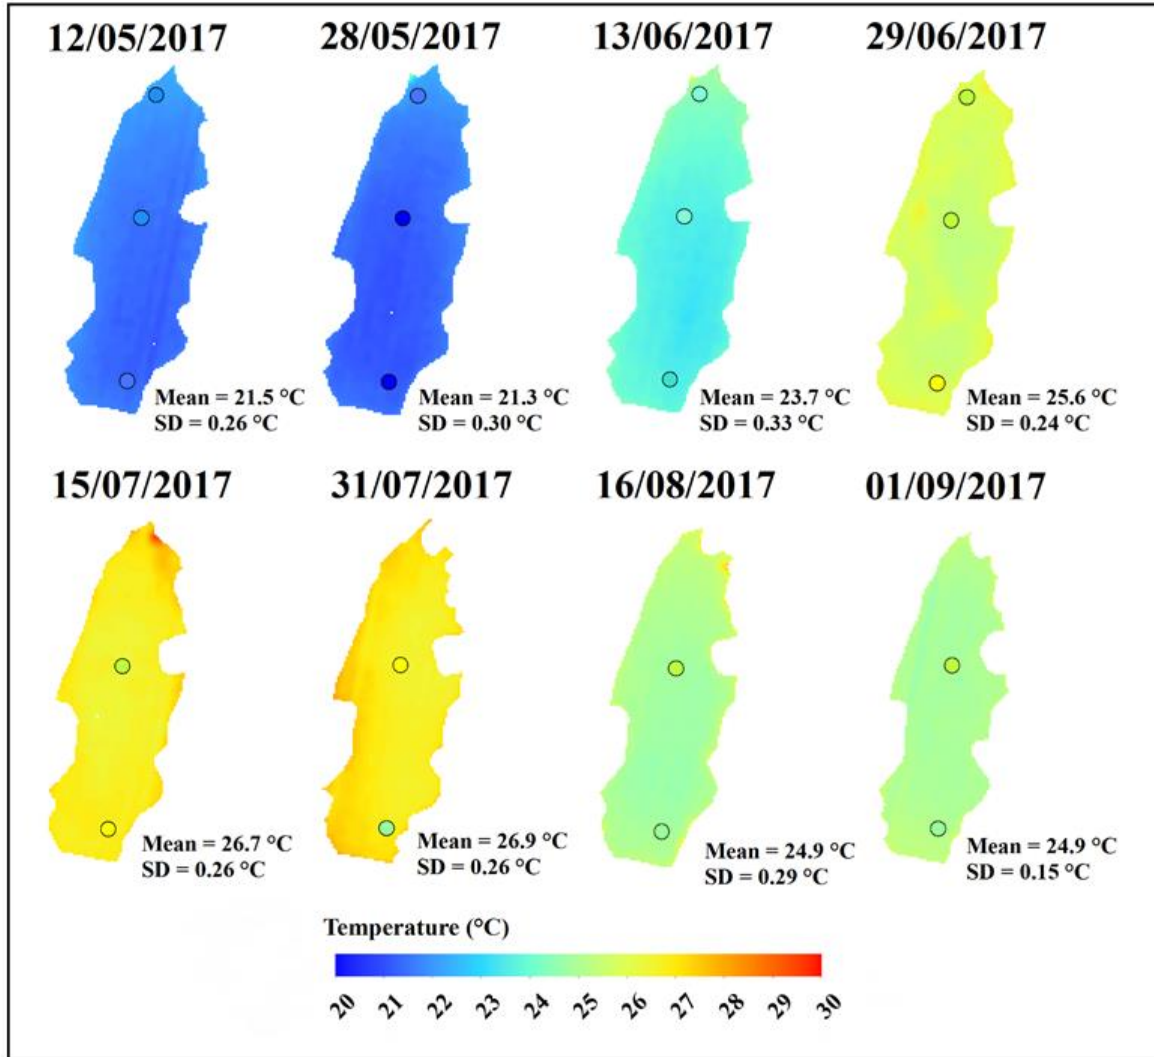 12/05/2017
28/05/2017
13/06/2017
29/06/2017
Mean = 21.5 °C
SD = 0.26 °C
Mean = 21.3 °C
SD = 0.30 °C
Mean = 23.7 °C
SD = 0.33 °C
Mean = 25.6 °C
SD = 0.24 °C
15/07/2017
31/07/2017
16/08/2017
01/09/2017
Mean = 26.7 °C
SD = 0.26 °C
Mean = 26.9 °C
SD = 0.26 °C
Mean = 24.9 °C
SD = 0.29 °C
Mean = 24.9 °C
SD = 0.15 °C
Temperature (°C)
20 21 22 23 24 25 26 27 28 29 30